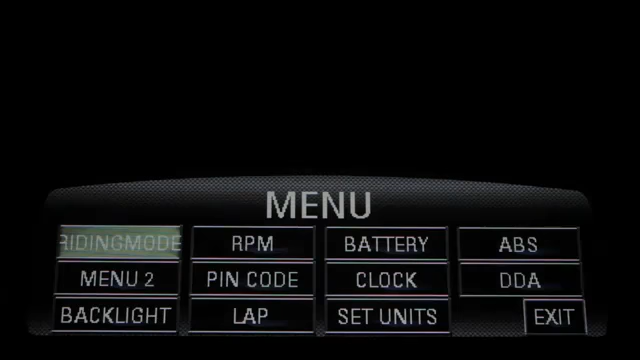 MENU
RIDINGMODE RPM BATTERY ABS
MENU 2 PIN CODE CLOCK DDA
BACKLIGHT LAP SET UNITS EXIT